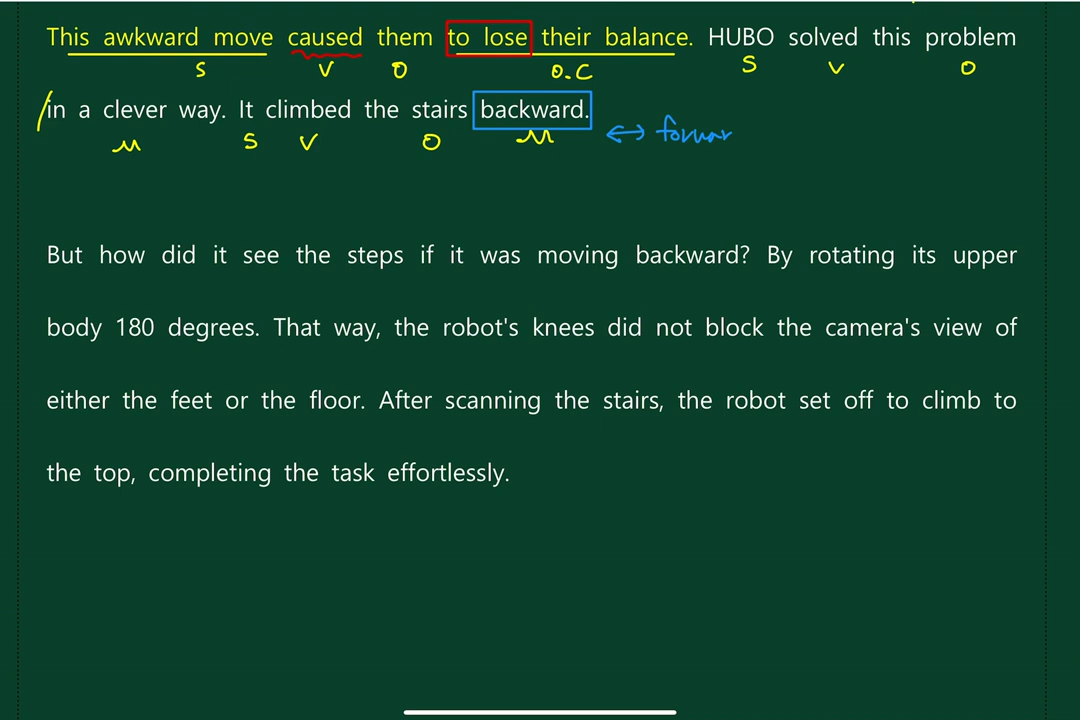 This awkward move caused them to lose their balance. HUBO solved this problem
S V O O.C S V O
in a clever way. It climbed the stairs backward.
M S V O M ↔ forwar
But how did it see the steps if it was moving backward? By rotating its upper
body 180 degrees. That way, the robot's knees did not block the camera's view of
either the feet or the floor. After scanning the stairs, the robot set off to climb to
the top, completing the task effortlessly.